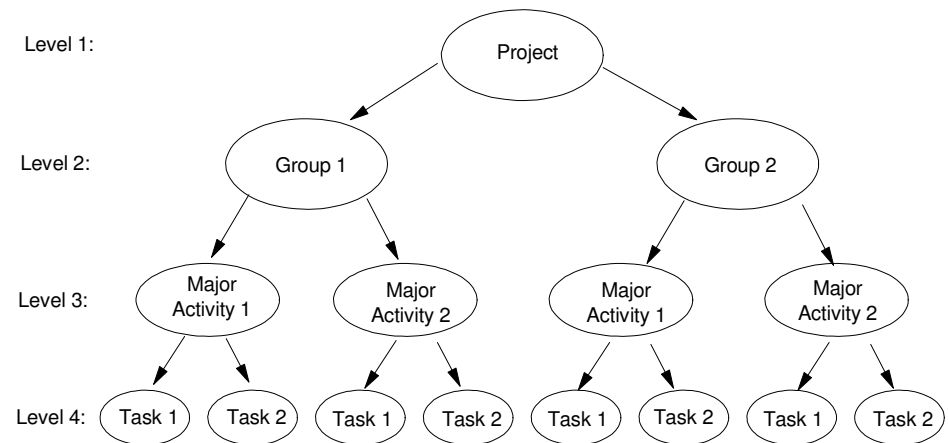 Level 1:
Project
Level 2:
Group 1
Group 2
Level 3:
Major
Activity 1
Major
Activity 2
Major
Activity 1
Major
Activity 2
Level 4:
Task 1
Task 2
Task 1
Task 2
Task 1
Task 2
Task 1
Task 2